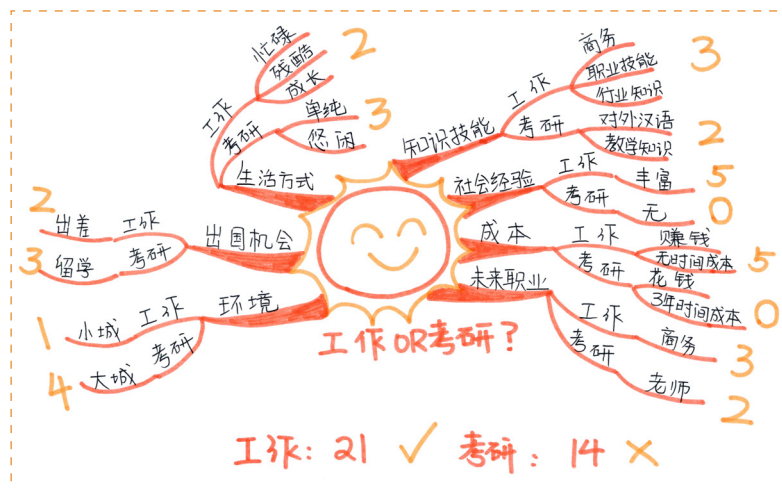 工作OR考研？
知识技能
工作
商务
职业技能
行业知识
3
考研
对外汉语
教学知识
2
社会经验
工作
丰富
5
考研
无
0
成本
工作
赚钱
无时间成本
5
考研
花钱
3年时间成本
0
未来职业
工作
商务
3
考研
老师
2
环境
工作
小城
1
考研
大城
4
出国机会
工作
出差
2
考研
留学
3
生活方式
工作
忙碌
残酷
成长
2
考研
单纯
悠闲
3
工作：21 ✓ 考研：14 ×